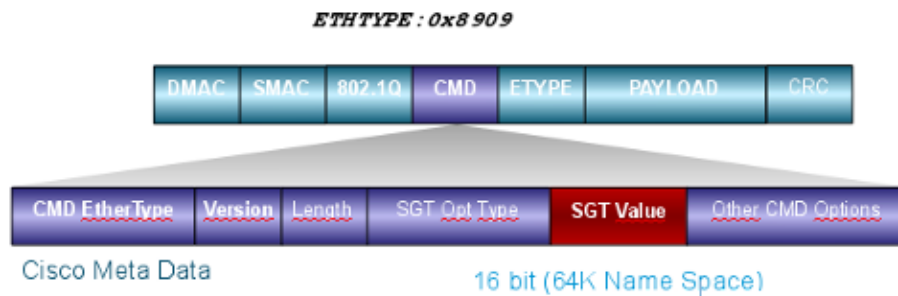 ETHTYPE : 0x8909
DMAC SMAC 802.1Q CMD ETYPE PAYLOAD CRC
CMD EtherType Version Length SGT Opt Type SGT Value Other CMD Options
Cisco Meta Data
16 bit (64K Name Space)